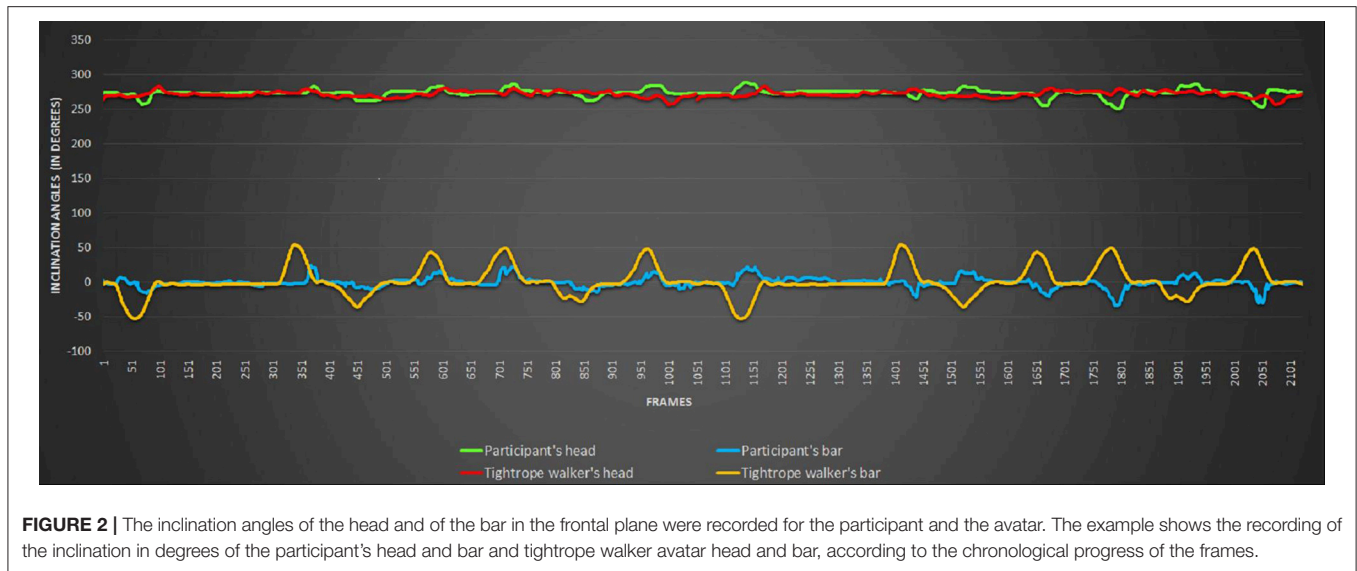 350
300
250
200
150
100
50
0
-50
-100
INCLINATION ANGLES (IN DEGREES)
1 51 101 151 201 251 301 351 401 451 501 551 601 651 701 751 801 851 901 951 1001 1051 1101 1151 1201 1251 1301 1351 1401 1451 1501 1551 1601 1651 1701 1751 1801 1851 1901 1951 2001 2051 2101
FRAMES
Participant's head Participant's bar
Tightrope walker's head Tightrope walker's bar
FIGURE 2 | The inclination angles of the head and of the bar in the frontal plane were recorded for the participant and the avatar. The example shows the recording of
the inclination in degrees of the participant's head and bar and tightrope walker avatar head and bar, according to the chronological progress of the frames.